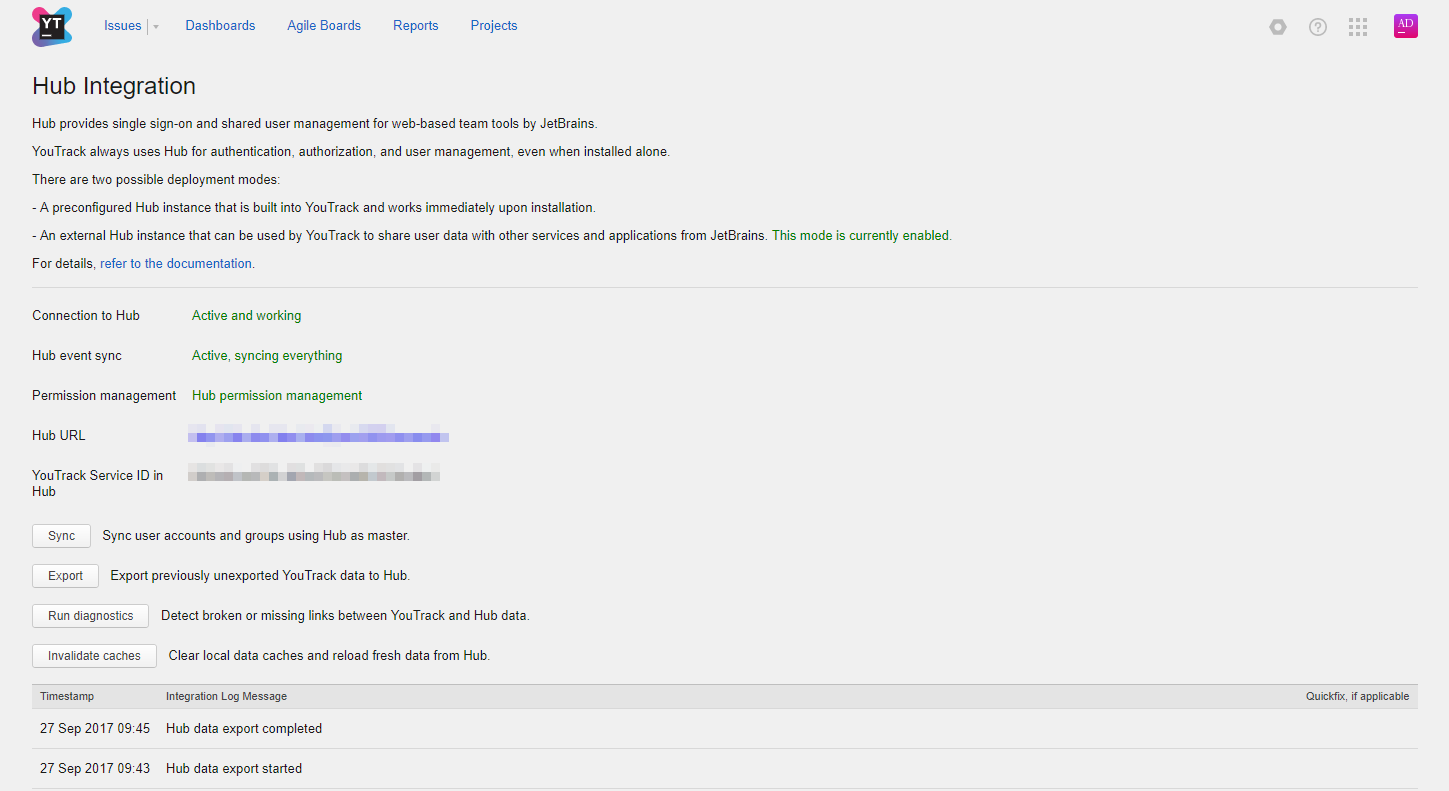 YT
Issues
Dashboards
Agile Boards
Reports
Projects
?
AD
Hub Integration
Hub provides single sign-on and shared user management for web-based team tools by JetBrains.
YouTrack always uses Hub for authentication, authorization, and user management, even when installed alone.
There are two possible deployment modes:
- A preconfigured Hub instance that is built into YouTrack and works immediately upon installation.
- An external Hub instance that can be used by YouTrack to share user data with other services and applications from JetBrains. This mode is currently enabled.
For details, refer to the documentation.
Connection to Hub Active and working
Hub event sync Active, syncing everything
Permission management Hub permission management
Hub URL
YouTrack Service ID in
Hub
Sync Sync user accounts and groups using Hub as master.
Export Export previously unexported YouTrack data to Hub.
Run diagnostics Detect broken or missing links between YouTrack and Hub data.
Invalidate caches Clear local data caches and reload fresh data from Hub.
Timestamp Integration Log Message Quickfix, if applicable
27 Sep 2017 09:45 Hub data export completed
27 Sep 2017 09:43 Hub data export started